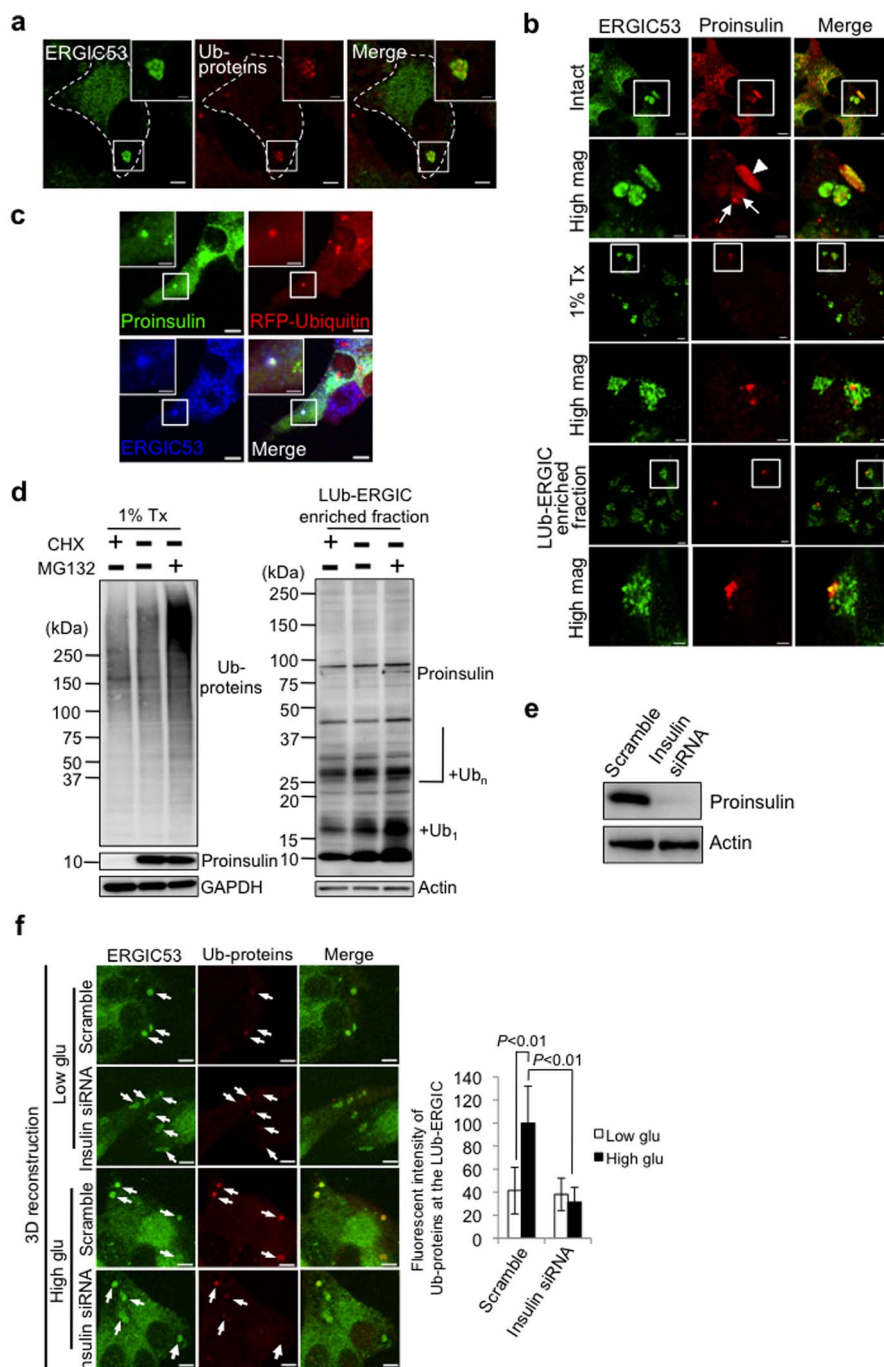 a
ERGIC53
Ub-
proteins
Merge
b
ERGIC53 Proinsulin Merge
Intact
High mag
1% Tx
High mag
LUb-ERGIC
enriched
fraction
High mag
c
Proinsulin
RFP-Ubiquitin
ERGIC53
Merge
d
1% Tx
CHX + - -
MG132 - - +
(kDa)
250
150
100
75
50
37
10
Ub-
proteins
Proinsulin
GAPDH
LUb-ERGIC
enriched fraction
+ - -
- - +
(kDa)
250
150
100
75
50
37
25
20
15
10
Proinsulin
+Ubn
+Ub1
Actin
e
Scramble
Insulin
siRNA
Proinsulin
Actin
f
ERGIC53 Ub-proteins Merge
3D reconstruction
Low glu
Scramble
Insulin siRNA
High glu
Scramble
Insulin siRNA
Fluorescent intensity of
Ub-proteins at the LUb-ERGIC
P<0.01
P<0.01
140
120
100
80
60
40
20
0
Low glu
High glu
Scramble
Insulin siRNA